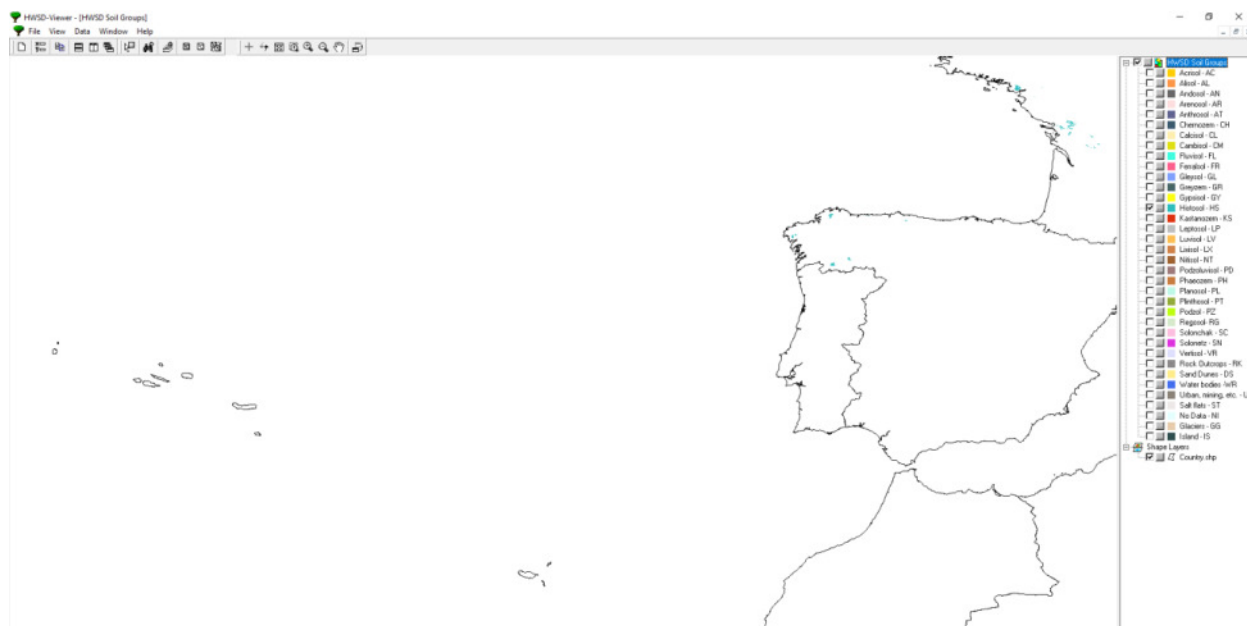 HWSD-Viewer - [HWSD Soil Groups]
File View Data Window Help
HWSD Soil Groups
Acrisol - AC
Alisol - AL
Andosol - AN
Arenosol - AR
Anthrosol - AT
Chernozem - CH
Calcisol - CL
Cambisol - CM
Fluvisol - FL
Ferralsol - FR
Gleysol - GL
Greyzem - GR
Gypsisol - GY
Histosol - HS
Kastanozem - KS
Leptosol - LP
Luvisol - LV
Lixisol - LX
Nitisol - NT
Podzoluvisol - PD
Phaeozem - PH
Planosol - PL
Plinthosol - PT
Podzol - PZ
Regosol- RG
Solonchak - SC
Solonetz - SN
Vertisol - VR
Rock Outcrops - RK
Sand Dunes - DS
Water bodies -WR
Urban, mining, etc. - U
Salt flats - ST
No Data - NI
Glaciers - GG
Island - IS
Shape Layers
Country.shp